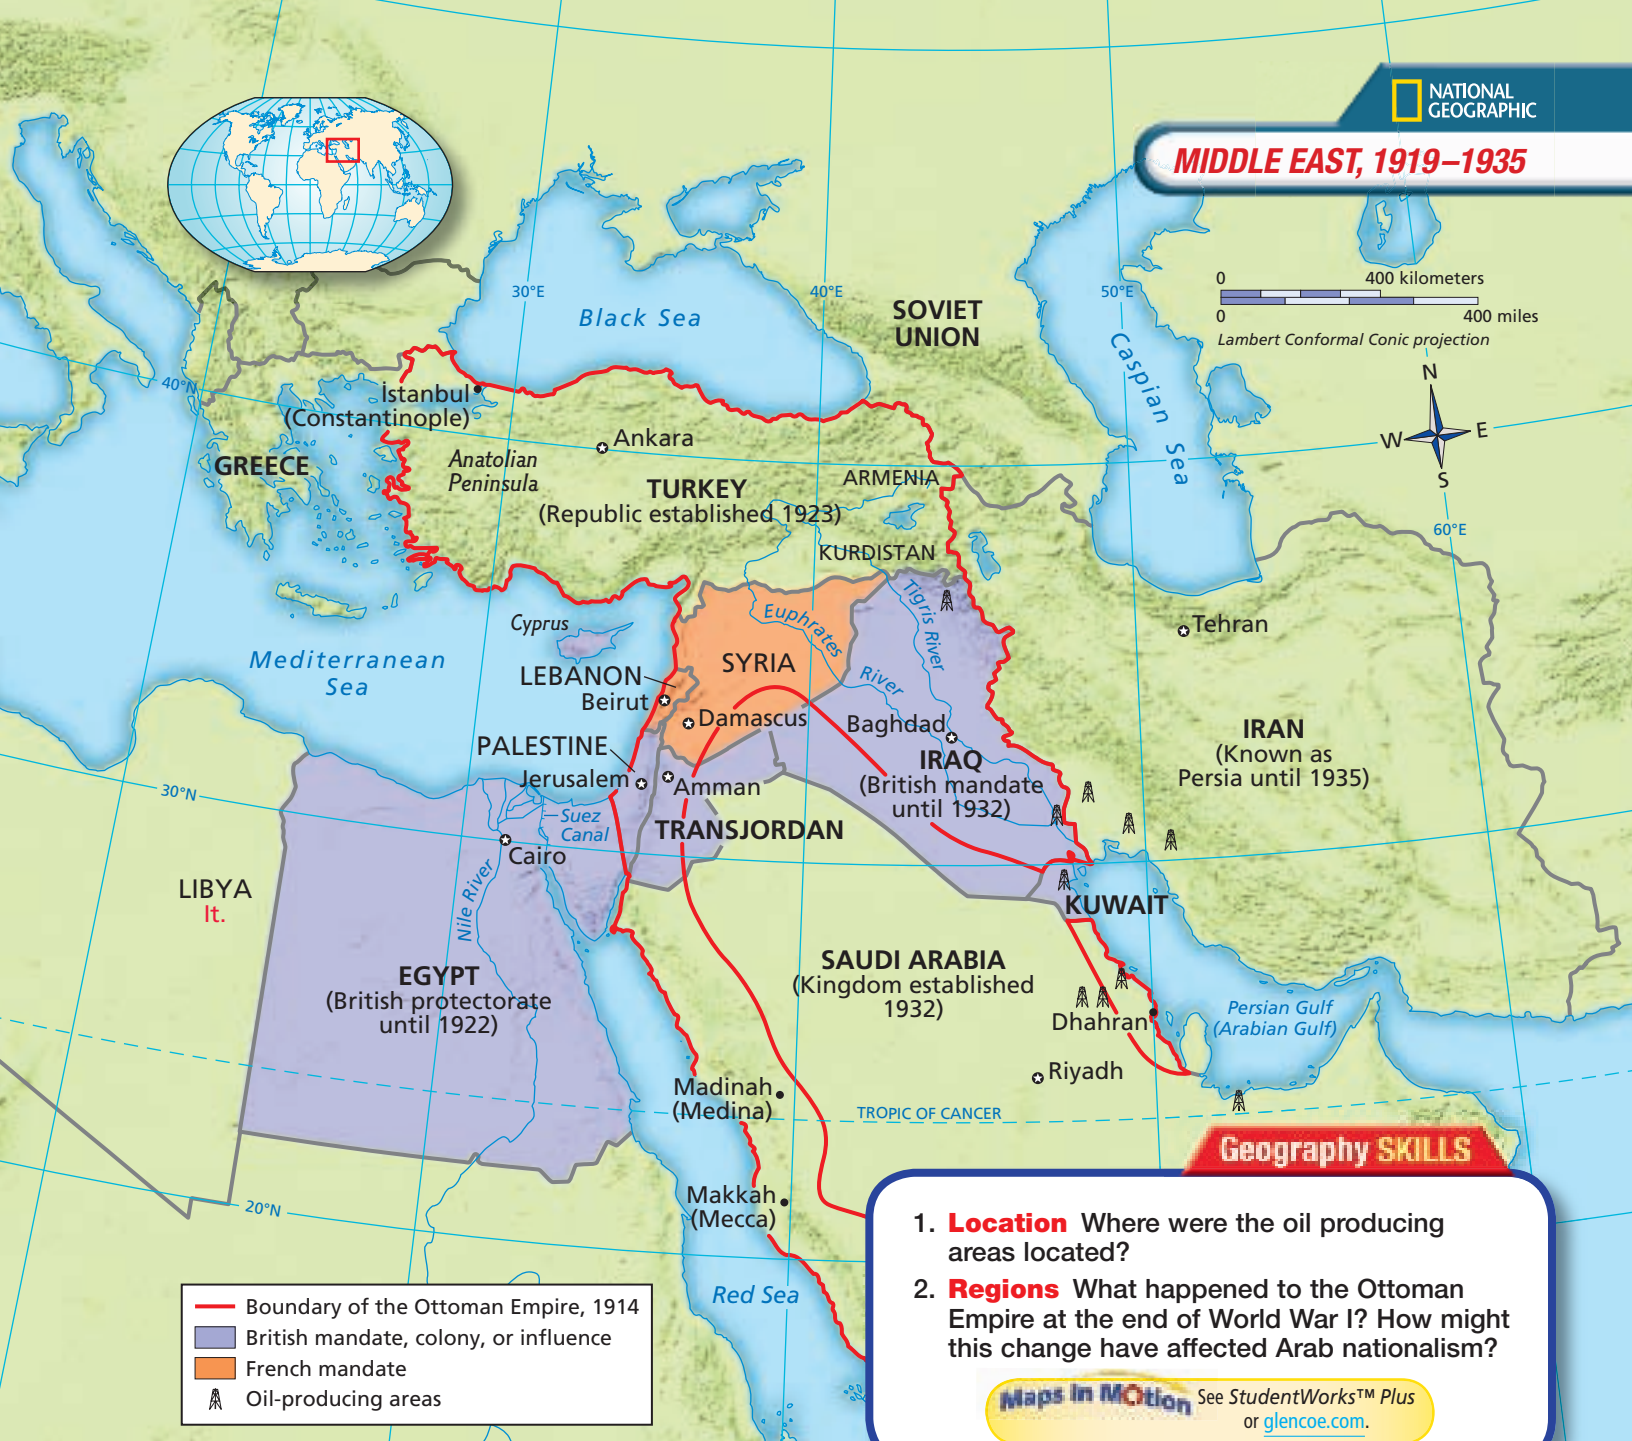 NATIONAL
GEOGRAPHIC
MIDDLE EAST, 1919–1935
0 400 kilometers
0 400 miles
Lambert Conformal Conic projection
N
W E
S
30°E
40°E
50°E
60°E
40°N
30°N
20°N
Black Sea
SOVIET
UNION
Caspian Sea
İstanbul
(Constantinople)
Ankara
GREECE
Anatolian
Peninsula
TURKEY
(Republic established 1923)
ARMENIA
KURDISTAN
Tigris River
Euphrates
River
Tehran
Cyprus
Mediterranean
Sea
LEBANON
Beirut
SYRIA
Damascus
Baghdad
IRAQ
(British mandate
until 1932)
IRAN
(Known as
Persia until 1935)
PALESTINE
Jerusalem
Amman
TRANSJORDAN
Suez
Canal
Cairo
Nile River
LIBYA
It.
EGYPT
(British protectorate
until 1922)
KUWAIT
SAUDI ARABIA
(Kingdom established
1932)
Dhahran
Persian Gulf
(Arabian Gulf)
Riyadh
Madinah
(Medina)
TROPIC OF CANCER
Makkah
(Mecca)
Red Sea
Boundary of the Ottoman Empire, 1914
British mandate, colony, or influence
French mandate
Oil-producing areas
Geography SKILLS
1. Location Where were the oil producing
areas located?
2. Regions What happened to the Ottoman
Empire at the end of World War I? How might
this change have affected Arab nationalism?
Maps In MOtion See StudentWorks™ Plus
or glencoe.com.